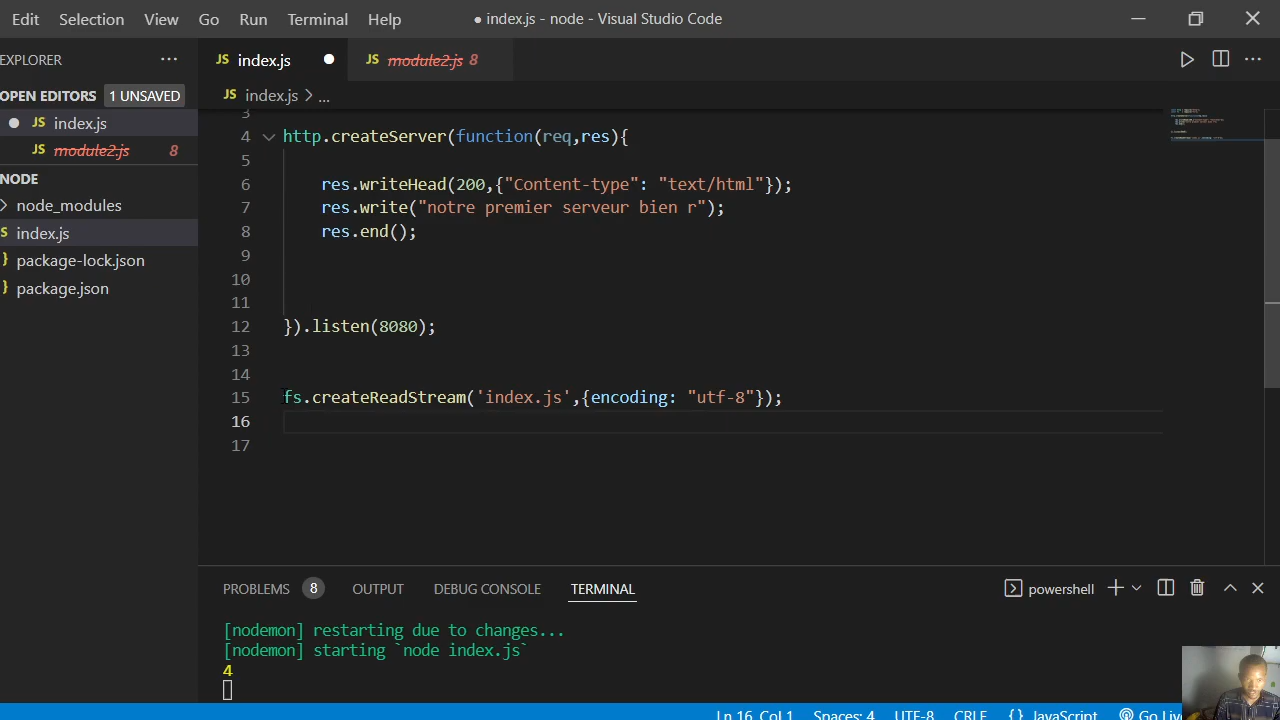 Edit Selection View Go Run Terminal Help ● index.js - node - Visual Studio Code
EXPLORER ··· JS index.js ● JS module2.js 8
OPEN EDITORS 1 UNSAVED JS index.js > ...
● JS index.js
JS module2.js 8
NODE
> node_modules
index.js
package-lock.json
package.json
3
4 http.createServer(function(req,res){
5
6 res.writeHead(200,{"Content-type": "text/html"});
7 res.write("notre premier serveur bien r");
8 res.end();
9
10
11
12 }).listen(8080);
13
14
15 fs.createReadStream('index.js',{encoding: "utf-8"});
16
17
PROBLEMS 8 OUTPUT DEBUG CONSOLE TERMINAL powershell
[nodemon] restarting due to changes...
[nodemon] starting `node index.js`
4
Ln 16, Col 1 Spaces: 4 UTF-8 CRLF {} JavaScript Go Live